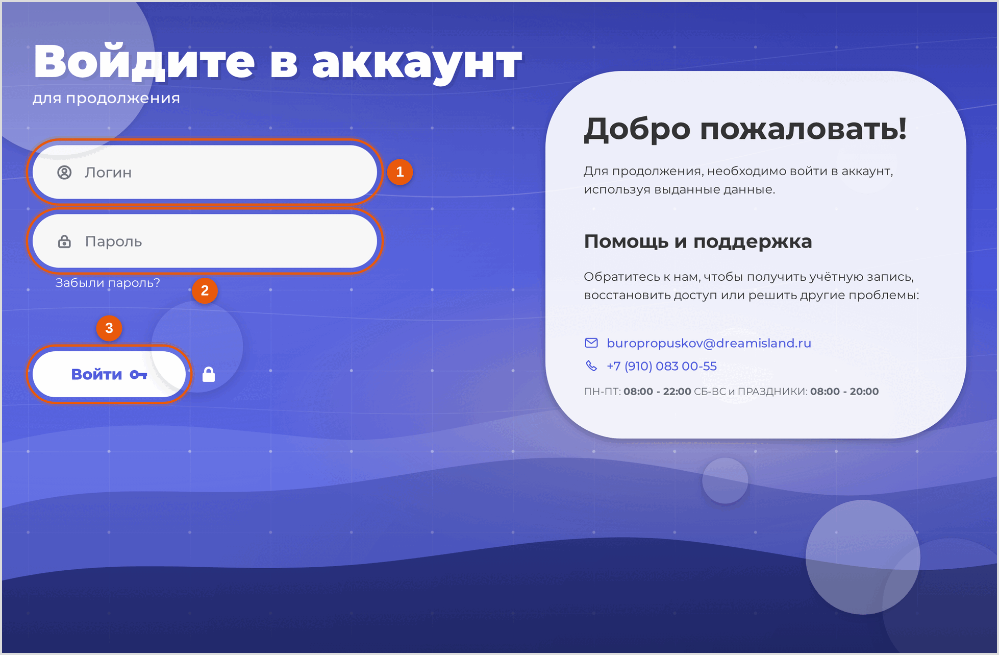 Войдите в аккаунт
для продолжения
Логин
1
Пароль
Забыли пароль?
2
3
Войти
Добро пожаловать!
Для продолжения, необходимо войти в аккаунт,
используя выданные данные.
Помощь и поддержка
Обратитесь к нам, чтобы получить учётную запись,
восстановить доступ или решить другие проблемы:
buropropuskov@dreamisland.ru
+7 (910) 083 00-55
ПН-ПТ: 08:00 - 22:00 СБ-ВС и ПРАЗДНИКИ: 08:00 - 20:00